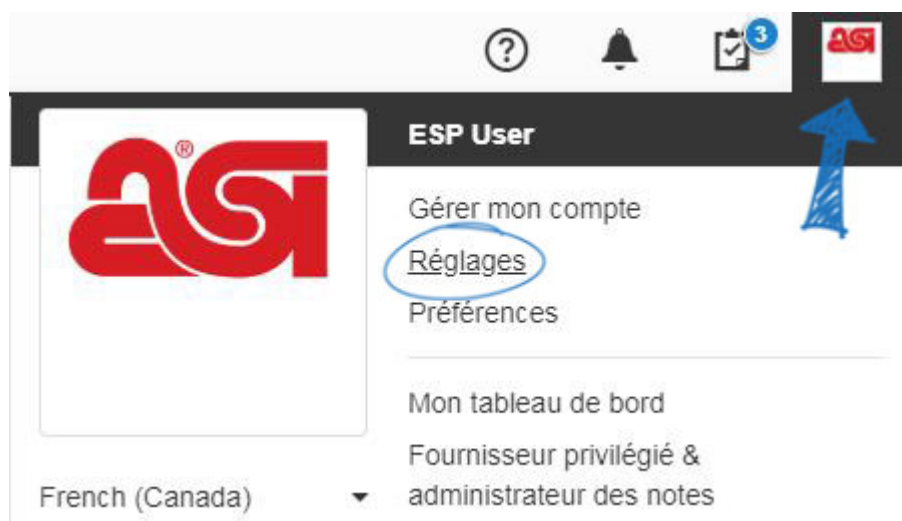 3
asi
ESP User
asi®
Gérer mon compte
Réglages
Préférences
Mon tableau de bord
Fournisseur privilégié &
administrateur des notes
French (Canada)